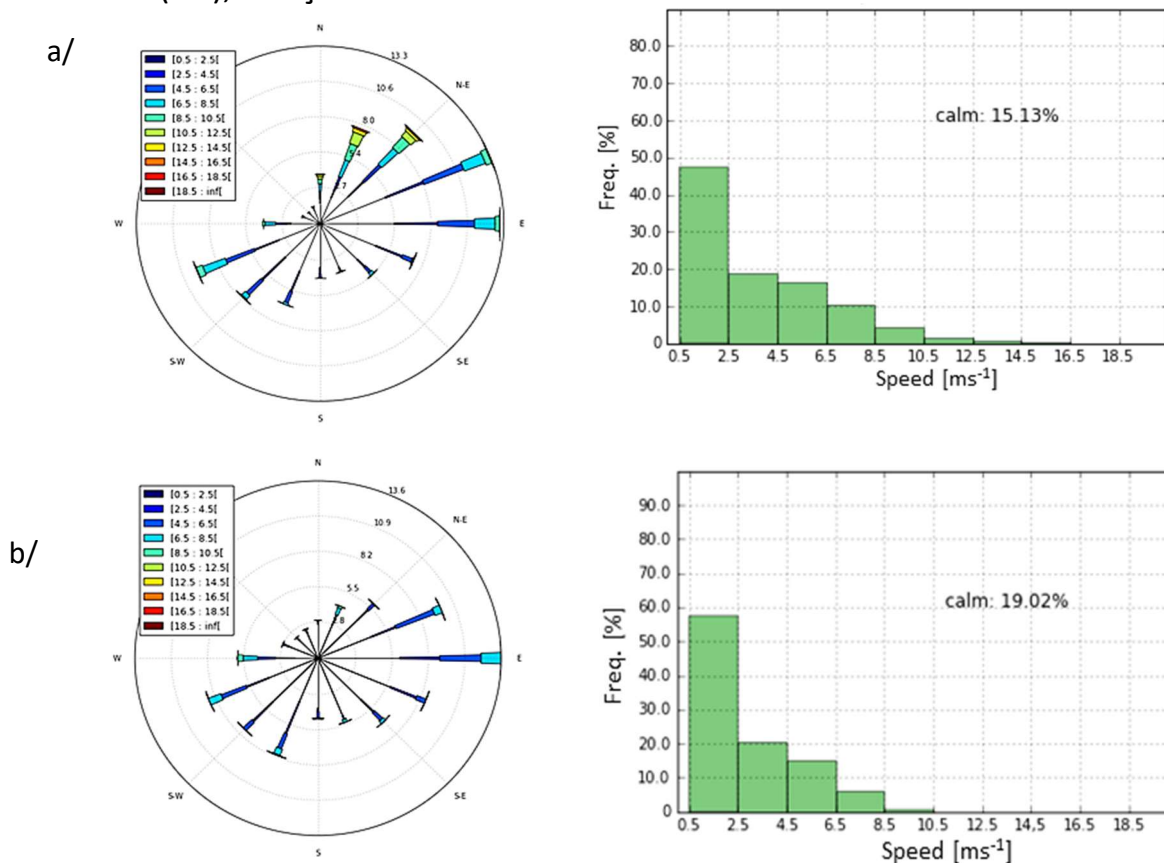 a/
[0.5 : 2.5[
[2.5 : 4.5[
[4.5 : 6.5[
[6.5 : 8.5[
[8.5 : 10.5[
[10.5 : 12.5[
[12.5 : 14.5[
[14.5 : 16.5[
[16.5 : 18.5[
[18.5 : inf[
N
13.3
N-E
10.6
8.0
5.4
2.7
W
E
S-W
S-E
S
80.0
70.0
60.0
50.0
40.0
30.0
20.0
10.0
0
Freq. [%]
calm: 15.13%
0.5 2.5 4.5 6.5 8.5 10.5 12.5 14.5 16.5 18.5
Speed [ms-1]
b/
[0.5 : 2.5[
[2.5 : 4.5[
[4.5 : 6.5[
[6.5 : 8.5[
[8.5 : 10.5[
[10.5 : 12.5[
[12.5 : 14.5[
[14.5 : 16.5[
[16.5 : 18.5[
[18.5 : inf[
N
13.6
N-E
10.9
8.2
5.5
2.8
W
E
S-W
S-E
S
90.0
80.0
70.0
60.0
50.0
40.0
30.0
20.0
10.0
0
Freq. [%]
calm: 19.02%
0.5 2.5 4.5 6.5 8.5 10.5 12.5 14,5 16.5 18.5
Speed [ms-1]